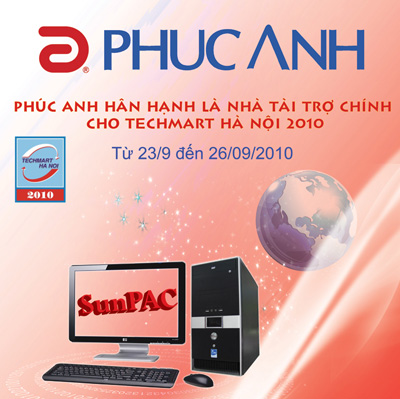 PHUC ANH
PHÚC ANH HÂN HẠNH LÀ NHÀ TÀI TRỢ CHÍNH
CHO TECHMART HÀ NỘI 2010
Từ 23/9 đến 26/09/2010
TECHMART
HÀ NỘI
2010
SunPAC
hp